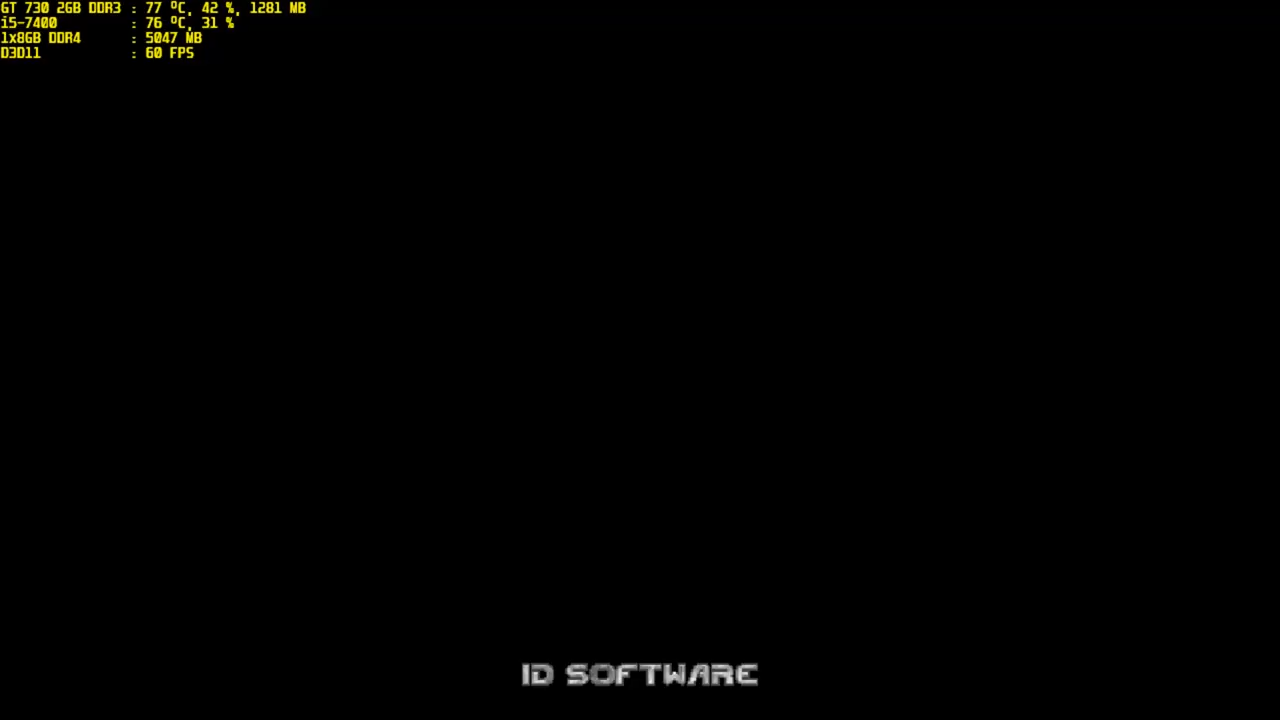 GT 730 2GB DDR3 : 77 ºC, 42 %, 1281 MB
i5-7400 : 76 ºC, 31 %
1x8GB DDR4 : 5047 MB
D3D11 : 60 FPS
ID SOFTWARE